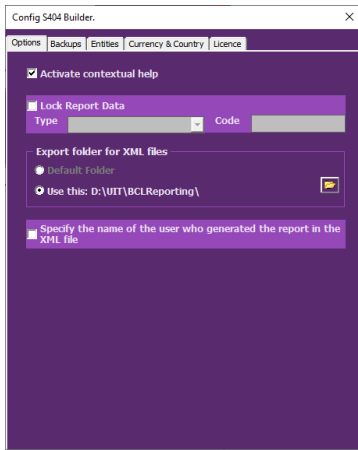 Config S404 Builder.
Options Backups Entities Currency & Country Licence
Activate contextual help
Lock Report Data
Type Code
Export folder for XML files
Default Folder
Use this: D:\UIT\BCLReporting\
Specify the name of the user who generated the report in the
XML file